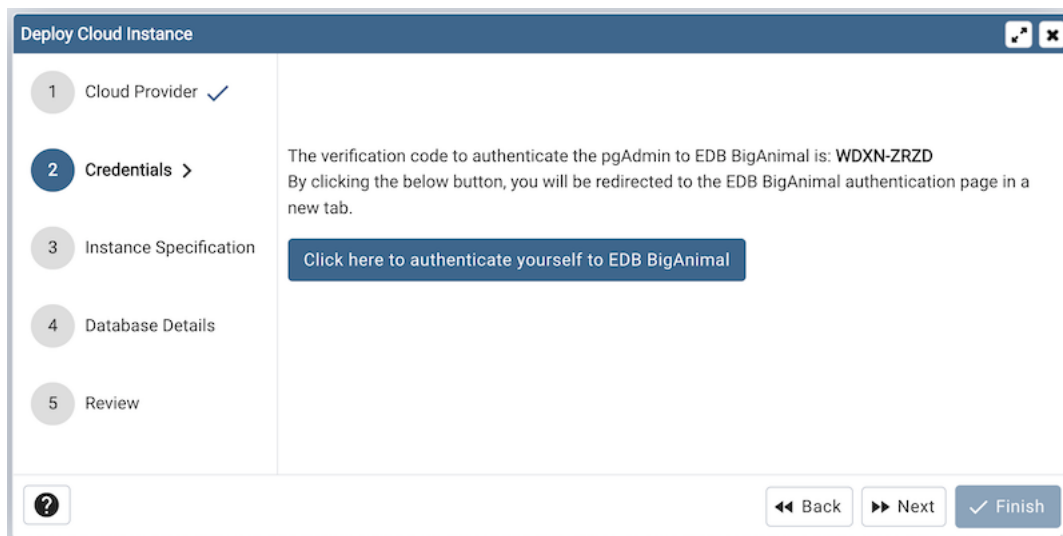 Deploy Cloud Instance
1 Cloud Provider
2 Credentials
3 Instance Specification
4 Database Details
5 Review
The verification code to authenticate the pgAdmin to EDB BigAnimal is: WDXN-ZRZD
By clicking the below button, you will be redirected to the EDB BigAnimal authentication page in a
new tab.
Click here to authenticate yourself to EDB BigAnimal
?
Back
Next
Finish